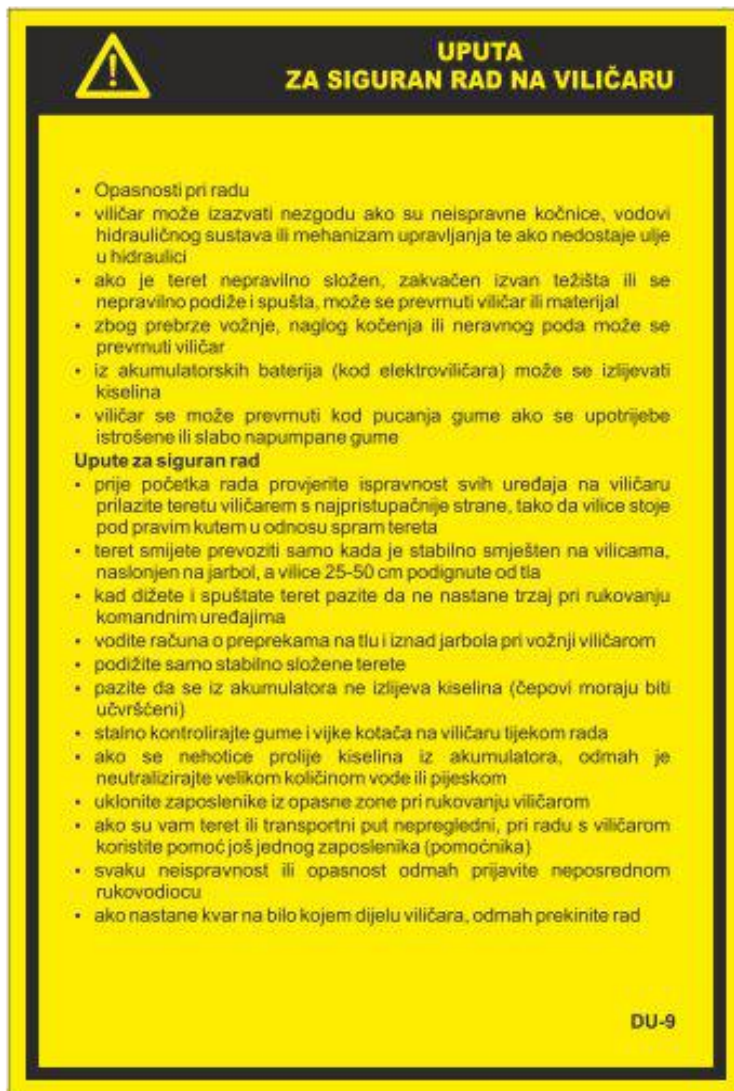 UPUTA
ZA SIGURAN RAD NA VILIČARU
• Opasnosti pri radu
• viličar može izazvati nezgodu ako su neispravne kočnice, vodovi
hidrauličnog sustava ili mehanizam upravljanja te ako nedostaje ulje
u hidraulici
• ako je teret nepravilno složen, zakvačen izvan težišta ili se
nepravilno podiže i spušta, može se prevrnuti viličar ili materijal
• zbog prebrze vožnje, naglog kočenja ili neravnog poda može se
prevrnuti viličar
• iz akumulatorskih baterija (kod elektroviličara) može se izlijevati
kiselina
• viličar se može prevrnuti kod pucanja gume ako se upotrijebe
istrošene ili slabo napumpane gume
Upute za siguran rad
• prije početka rada provjerite ispravnost svih uređaja na viličaru
prilazite teretu viličarem s najpristupačnije strane, tako da vilice stoje
pod pravim kutem u odnosu spram tereta
• teret smijete prevoziti samo kada je stabilno smješten na vilicama,
naslonjen na jarbol, a vilice 25-50 cm podignute od tla
• kad dižete i spuštate teret pazite da ne nastane trzaj pri rukovanju
komandnim uređajima
• vodite računa o preprekama na tlu i iznad jarbola pri vožnji viličarom
• podižite samo stabilno složene terete
• pazite da se iz akumulatora ne izlijeva kiselina (čepovi moraju biti
učvršćeni)
• stalno kontrolirajte gume i vijke kotača na viličaru tijekom rada
• ako se nehotice prolije kiselina iz akumulatora, odmah je
neutralizirajte velikom količinom vode ili pijeskom
• uklonite zaposlenike iz opasne zone pri rukovanju viličarom
• ako su vam teret ili transportni put nepregledni, pri radu s viličarom
koristite pomoć još jednog zaposlenika (pomoćnika)
• svaku neispravnost ili opasnost odmah prijavite neposrednom
rukovodiocu
• ako nastane kvar na bilo kojem dijelu viličara, odmah prekinite rad
DU-9